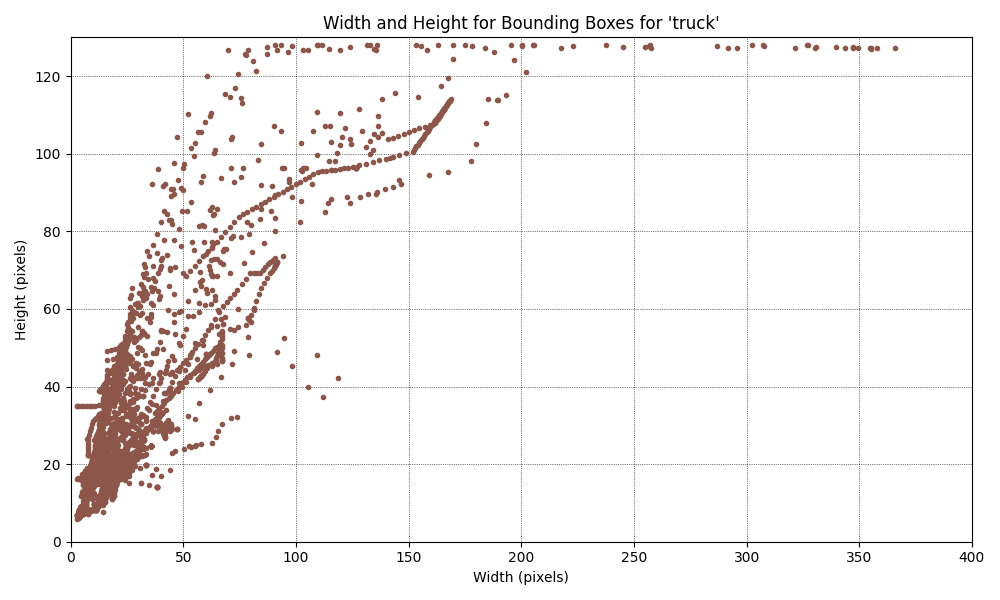 Width and Height for Bounding Boxes for 'truck'
Height (pixels)
120
100
80
60
40
20
0
0 50 100 150 200 250 300 350 400
Width (pixels)